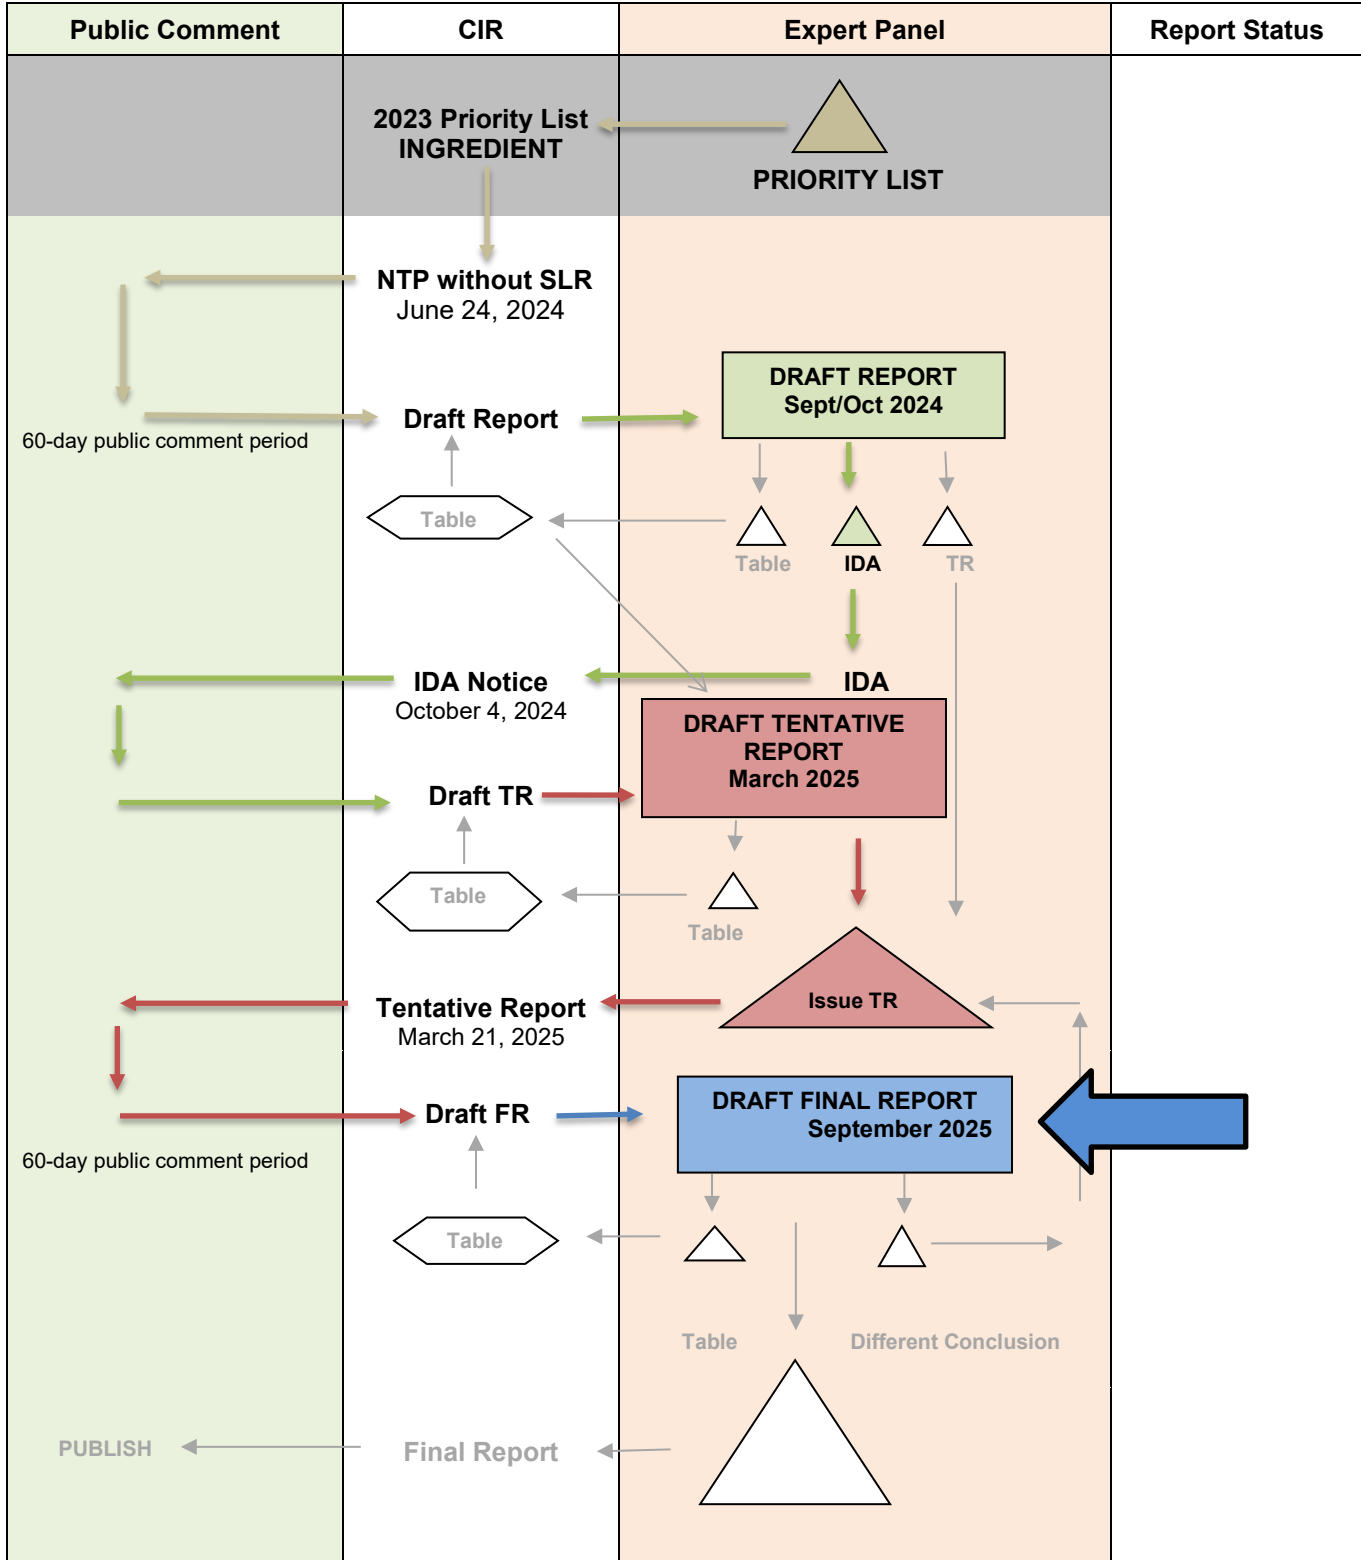 Public Comment
CIR
Expert Panel
Report Status
2023 Priority List
INGREDIENT
PRIORITY LIST
NTP without SLR
June 24, 2024
DRAFT REPORT
Sept/Oct 2024
Draft Report
60-day public comment period
Table
Table
IDA
TR
IDA Notice
October 4, 2024
IDA
DRAFT TENTATIVE
REPORT
March 2025
Draft TR
Table
Table
Issue TR
Tentative Report
March 21, 2025
DRAFT FINAL REPORT
September 2025
Draft FR
60-day public comment period
Table
Table
Different Conclusion
PUBLISH
Final Report